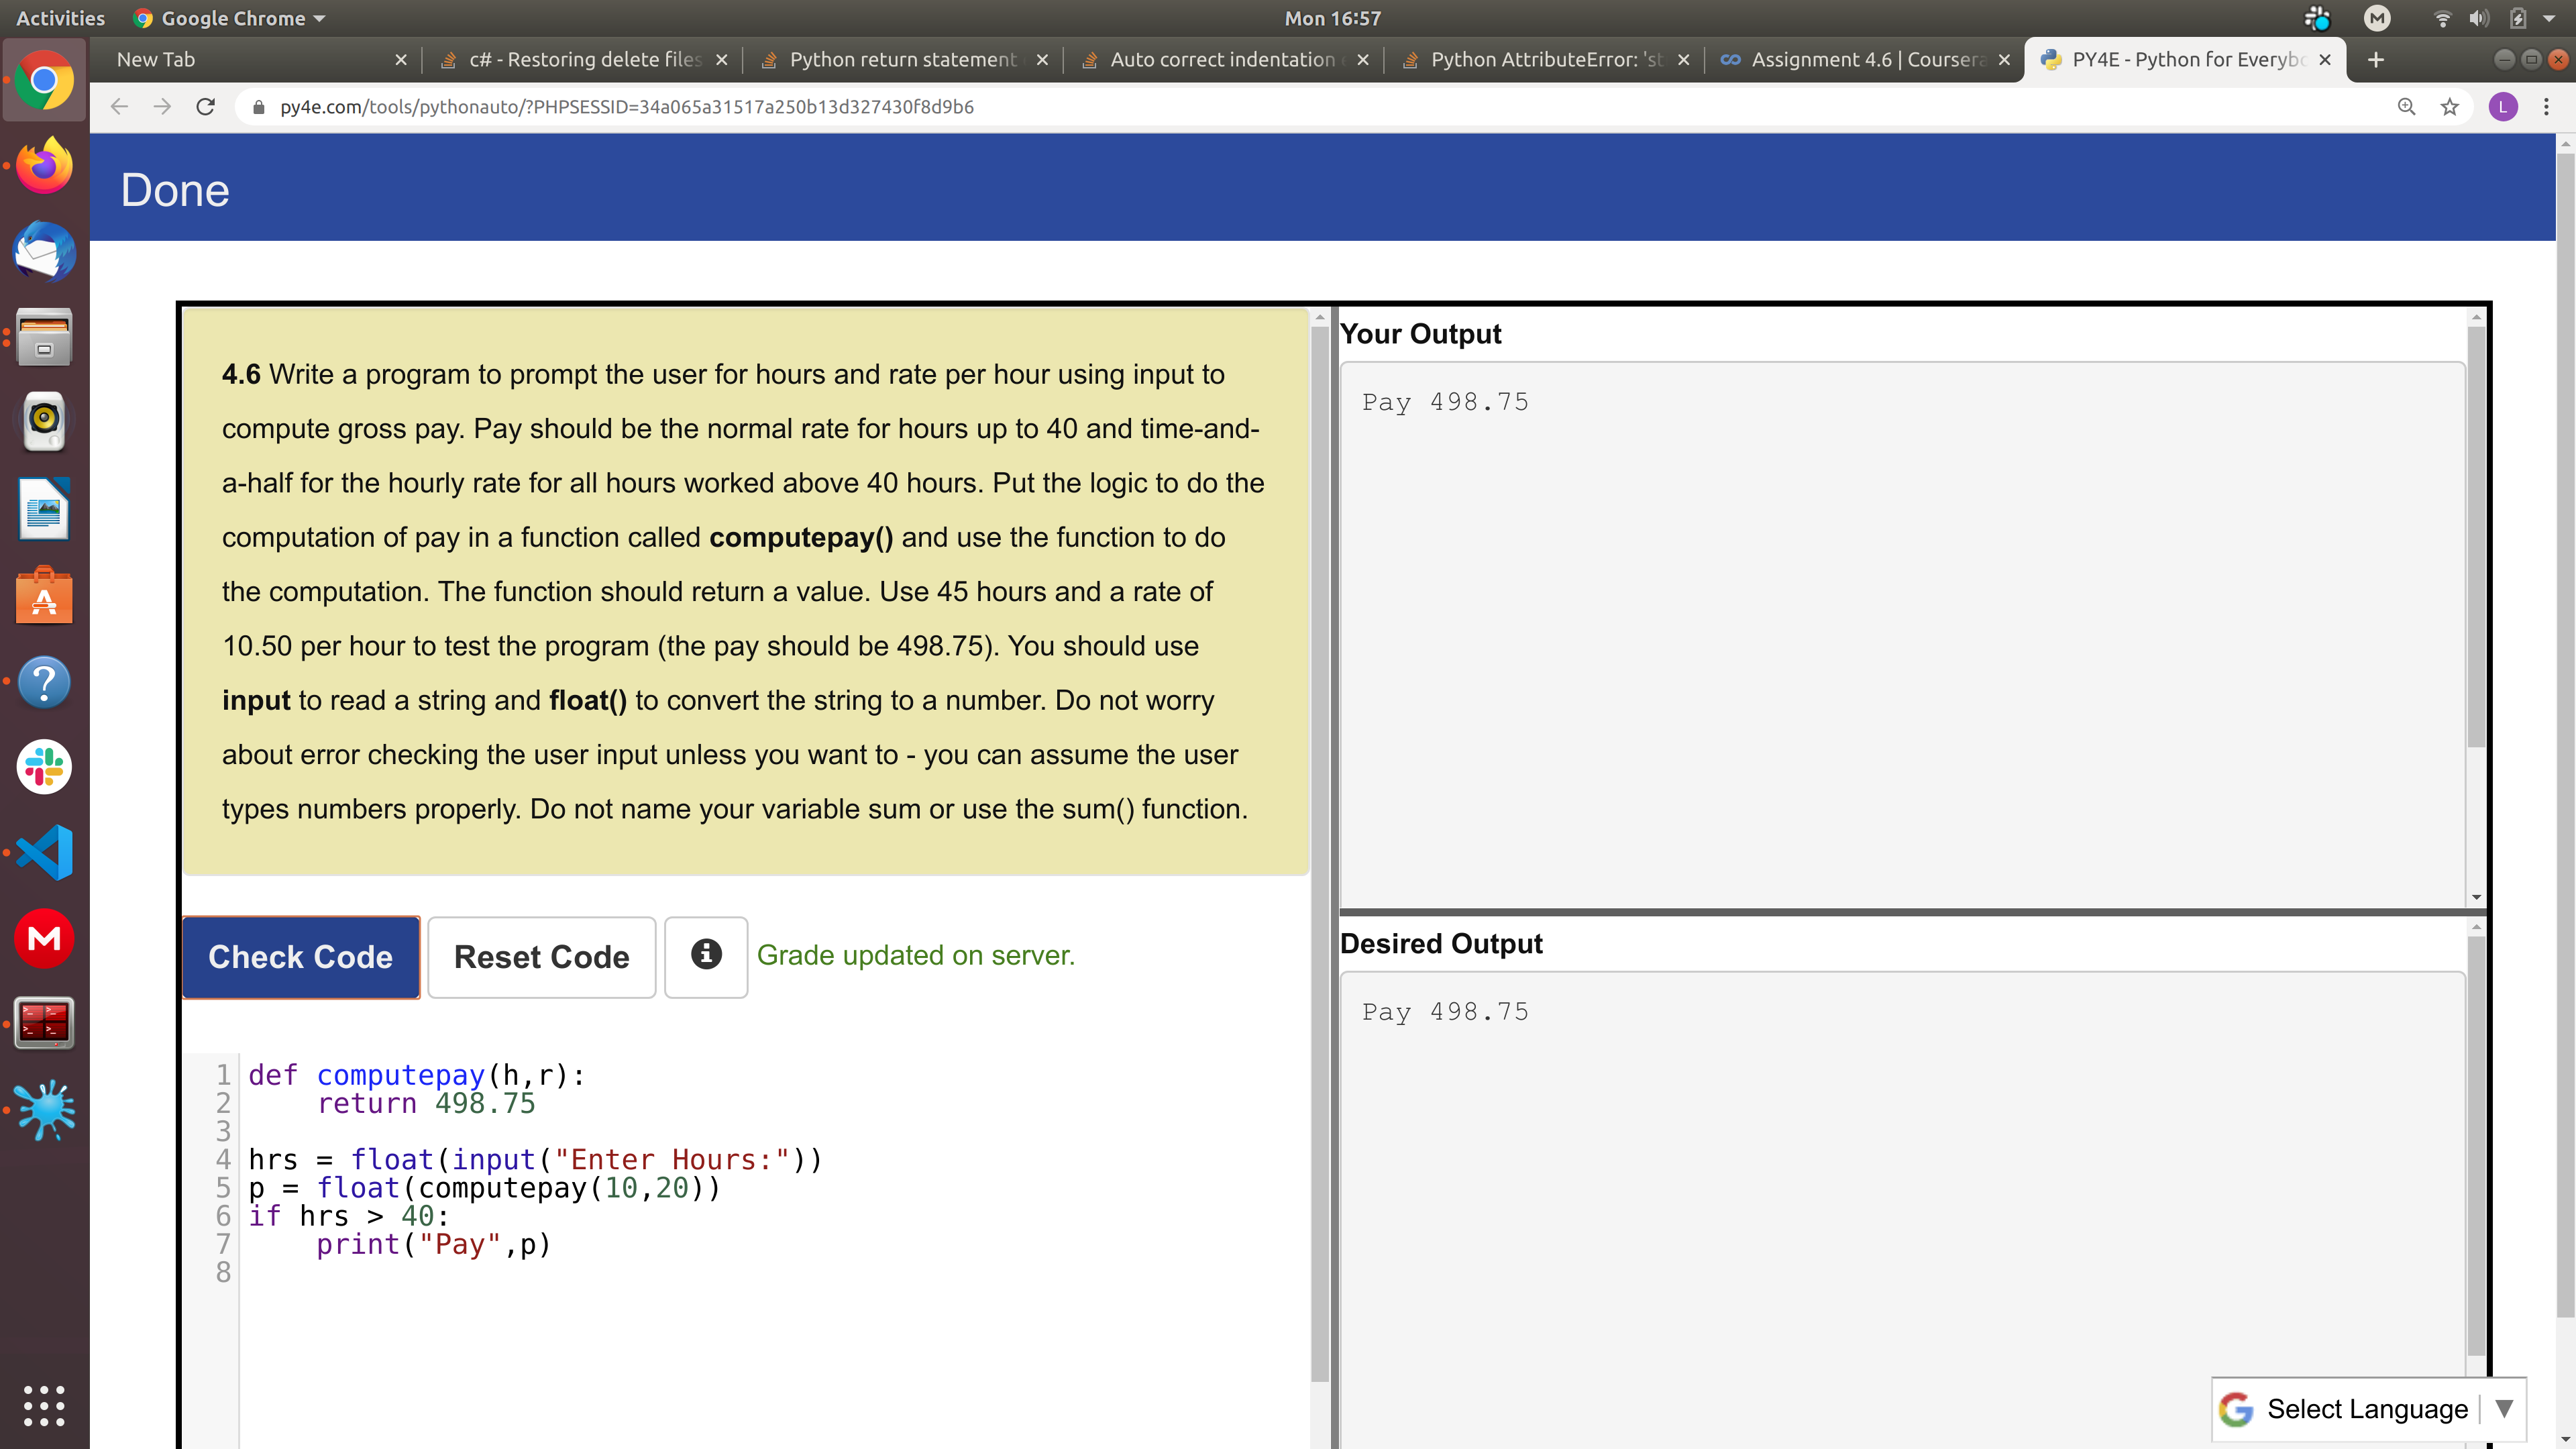 Activities
Google Chrome
Mon 16:57
M
New Tab
c# - Restoring delete files
Python return statement
Auto correct indentation
Python AttributeError: 'st
Assignment 4.6 | Coursera
PY4E - Python for Everybo
py4e.com/tools/pythonauto/?PHPSESSID=34a065a31517a250b13d327430f8d9b6
L
Done
4.6 Write a program to prompt the user for hours and rate per hour using input to
compute gross pay. Pay should be the normal rate for hours up to 40 and time-and-
a-half for the hourly rate for all hours worked above 40 hours. Put the logic to do the
computation of pay in a function called computepay() and use the function to do
the computation. The function should return a value. Use 45 hours and a rate of
10.50 per hour to test the program (the pay should be 498.75). You should use
input to read a string and float() to convert the string to a number. Do not worry
about error checking the user input unless you want to - you can assume the user
types numbers properly. Do not name your variable sum or use the sum() function.
Check Code
Reset Code
Grade updated on server.
1 def computepay(h,r):
2     return 498.75
3
4 hrs = float(input("Enter Hours:"))
5 p = float(computepay(10,20))
6 if hrs > 40:
7     print("Pay",p)
8
Your Output
Pay 498.75
Desired Output
Pay 498.75
G Select Language ▼